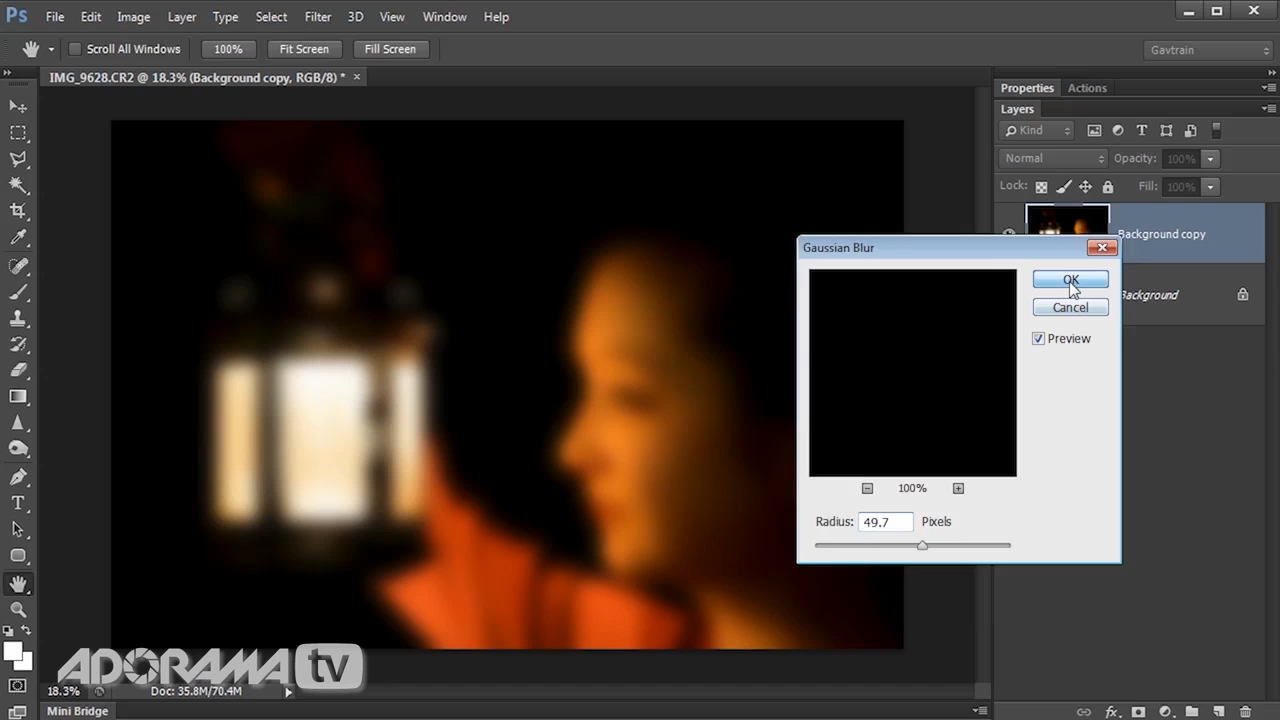 Ps File Edit Image Layer Type Select Filter 3D View Window Help
Scroll All Windows 100% Fit Screen Fill Screen Gavtrain
IMG_9628.CR2 @ 18.3% (Background copy, RGB/8) * ×
Properties Actions
Layers
Kind
Normal Opacity: 100%
Lock: Fill: 100%
Background copy
Background
Gaussian Blur
OK
Cancel
Preview
100%
Radius: 49.7 Pixels
ADORAMA tv
18.3% Doc: 35.8M/70.4M
Mini Bridge